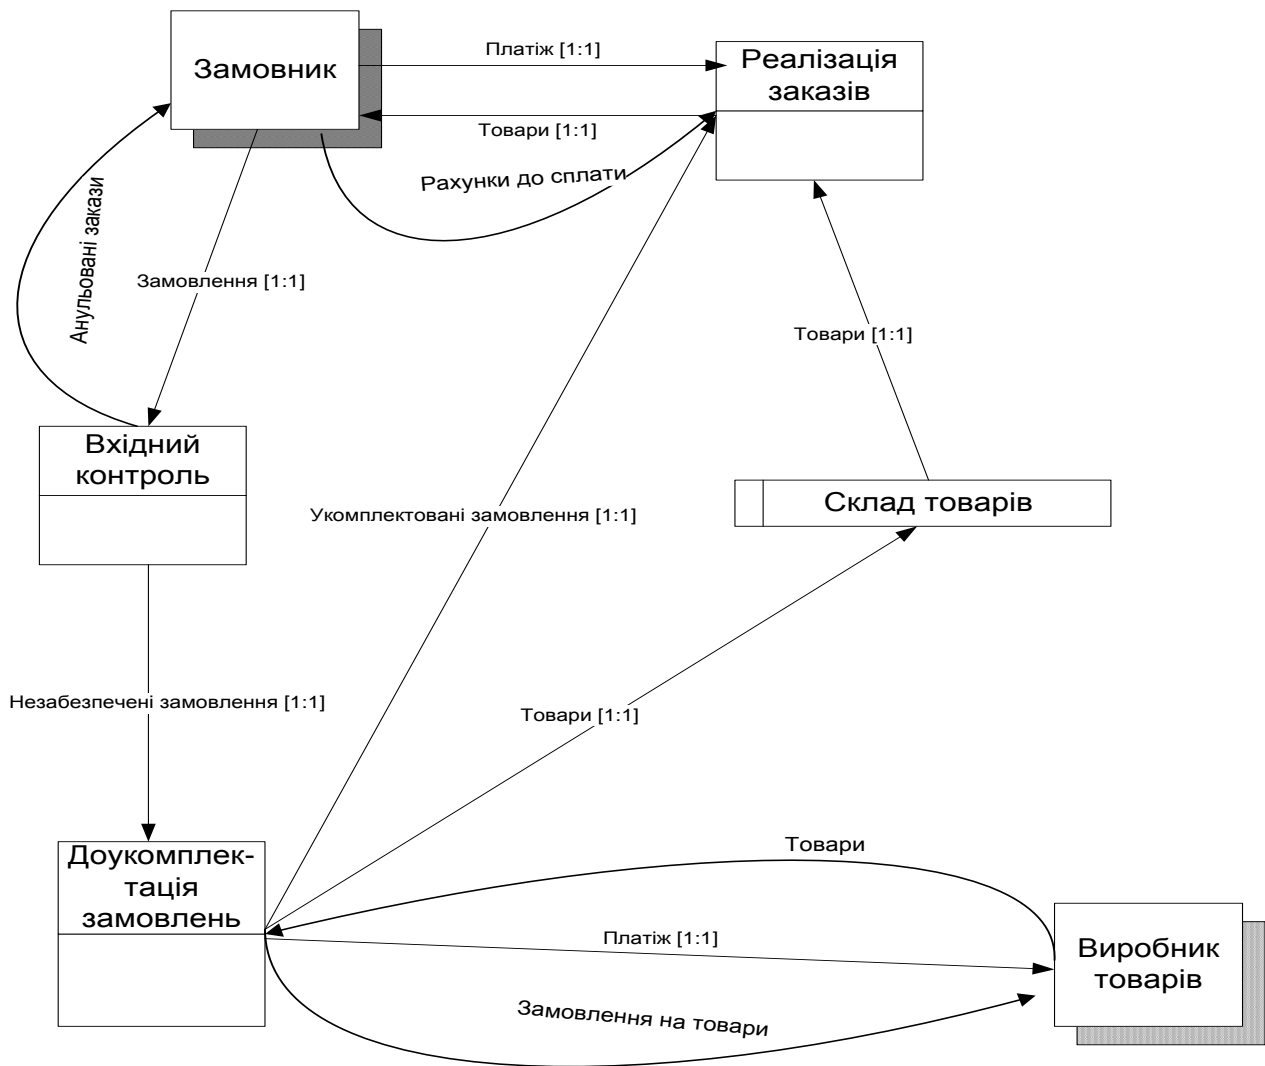 Замовник
Платіж [1:1]
Реалізація
заказів
Товари [1:1]
Рахунки до сплати
Анульовані закази
Замовлення [1:1]
Товари [1:1]
Вхідний
контроль
Укомплектовані замовлення [1:1]
Склад товарів
Незабезпечені замовлення [1:1]
Товари [1:1]
Доукомплек-
тація
замовлень
Товари
Платіж [1:1]
Виробник
товарів
Замовлення на товари